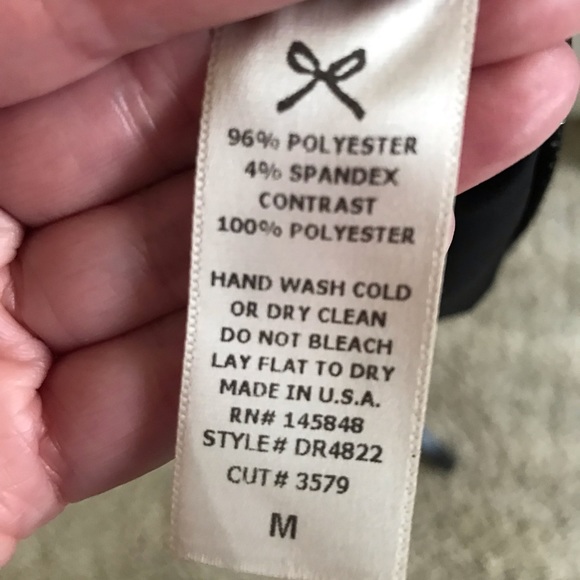 96% POLYESTER
4% SPANDEX
CONTRAST
100% POLYESTER
HAND WASH COLD
OR DRY CLEAN
DO NOT BLEACH
LAY FLAT TO DRY
MADE IN U.S.A.
RN# 145848
STYLE# DR4822
CUT# 3579
M